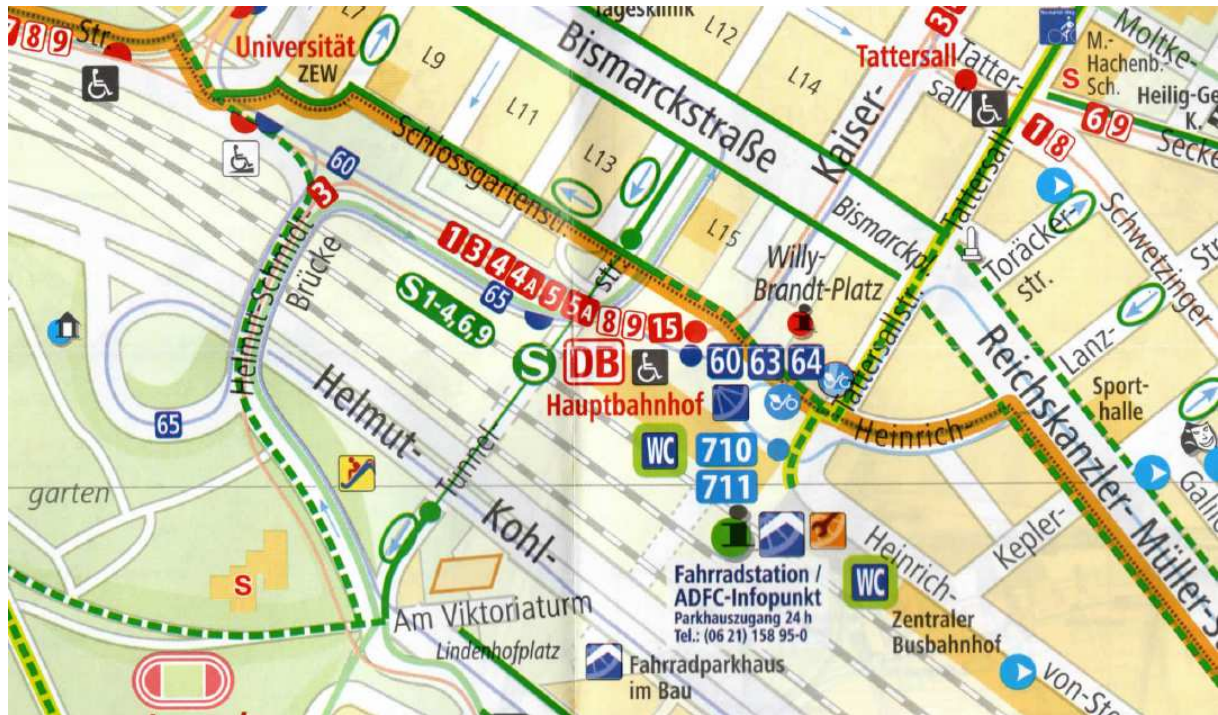 7 8 9
Str
L7
Universität
ZEW
L9
Tagesklinik
L12
L11
L13
L14
L15
Bismarckstraße
Kaiser-
3
Tattersall
Tatter-
sall
M.-
Hachenb.-
Sch.
S
Moltke-
Heilig-Ge
K.
6 9
Secke
1 8
Schlossgartenstr.
60
3
Helmut-Schmidt-
Brücke
65
1 3 4 4A 5 5A 8 9 15
S 1-4, 6, 9
65
str.
Willy-
Brandt-Platz
Bismarckpl.
Tattersall
Tattersallstr.
Toräcker-
str.
Schwetzinger
Str
Lanz-
Sport-
halle
Reichskanzler-Müller-S
S DB
Hauptbahnhof
60 63 64
WC
710
711
Heinrich-
Helmut-
Kohl-
Tunnel-
garten
S
Am Viktoriaturm
Lindenhofplatz
Fahrradstation /
ADFC-Infopunkt
Parkhauszugang 24 h
Tel.: (06 21) 158 95-0
Fahrradparkhaus
im Bau
WC
Heinrich-
von-Ste
Kepler-
Zentraler
Busbahnhof